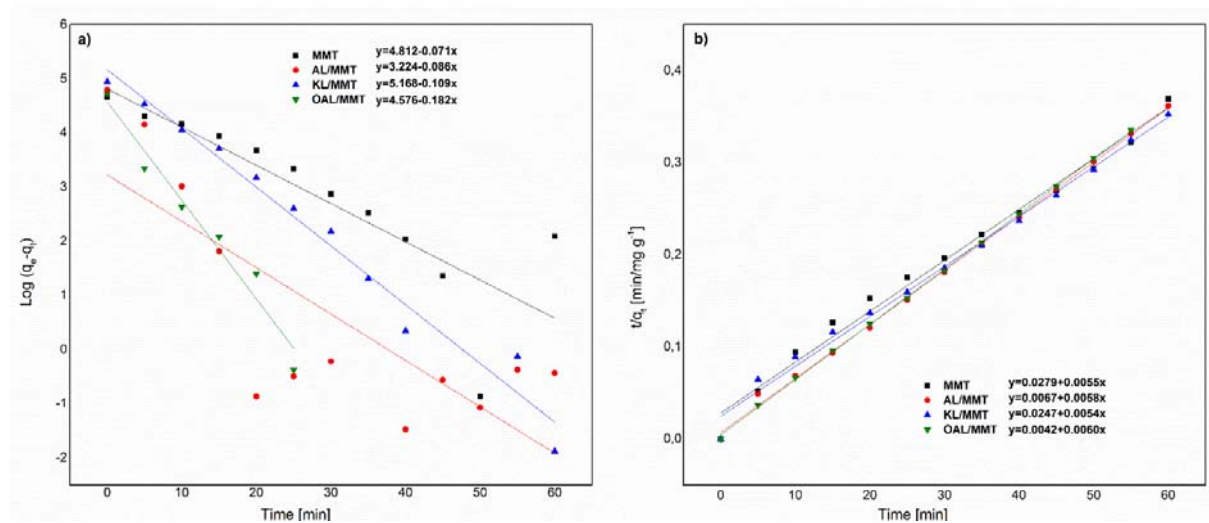 a)
MMT y=4.812-0.071x
AL/MMT y=3.224-0.086x
KL/MMT y=5.168-0.109x
OAL/MMT y=4.576-0.182x
6
5
4
3
2
1
0
-1
-2
Log (qe-qt)
0 10 20 30 40 50 60
Time [min]
b)
0,4
0,3
0,2
0,1
0,0
t/qt [min/mg g-1]
MMT y=0.0279+0.0055x
AL/MMT y=0.0067+0.0058x
KL/MMT y=0.0247+0.0054x
OAL/MMT y=0.0042+0.0060x
0 10 20 30 40 50 60
Time [min]